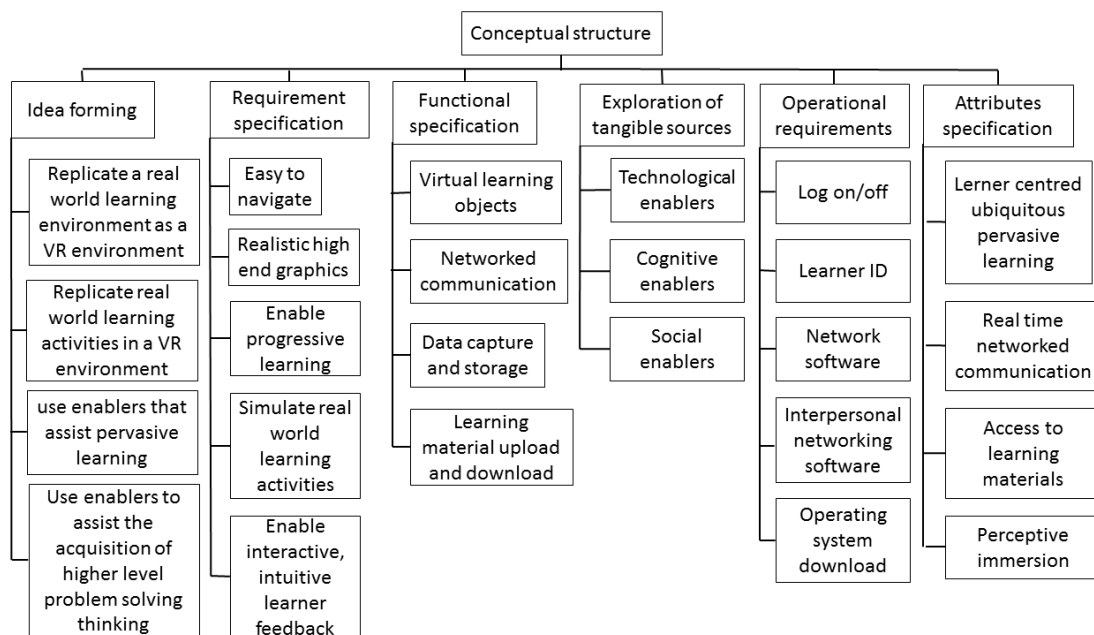 Conceptual structure
Idea forming
Replicate a real
world learning
environment as a
VR environment
Replicate real
world learning
activities in a VR
environment
use enablers that
assist pervasive
learning
Use enablers to
assist the
acquisition of
higher level
problem solving
thinking
Requirement
specification
Easy to
navigate
Realistic high
end graphics
Enable
progressive
learning
Simulate real
world
learning
activities
Enable
interactive,
intuitive
learner
feedback
Functional
specification
Virtual learning
objects
Networked
communication
Data capture
and storage
Learning
material upload
and download
Exploration of
tangible sources
Technological
enablers
Cognitive
enablers
Social
enablers
Operational
requirements
Log on/off
Learner ID
Network
software
Interpersonal
networking
software
Operating
system
download
Attributes
specification
Lerner centred
ubiquitous
pervasive
learning
Real time
networked
communication
Access to
learning
materials
Perceptive
immersion